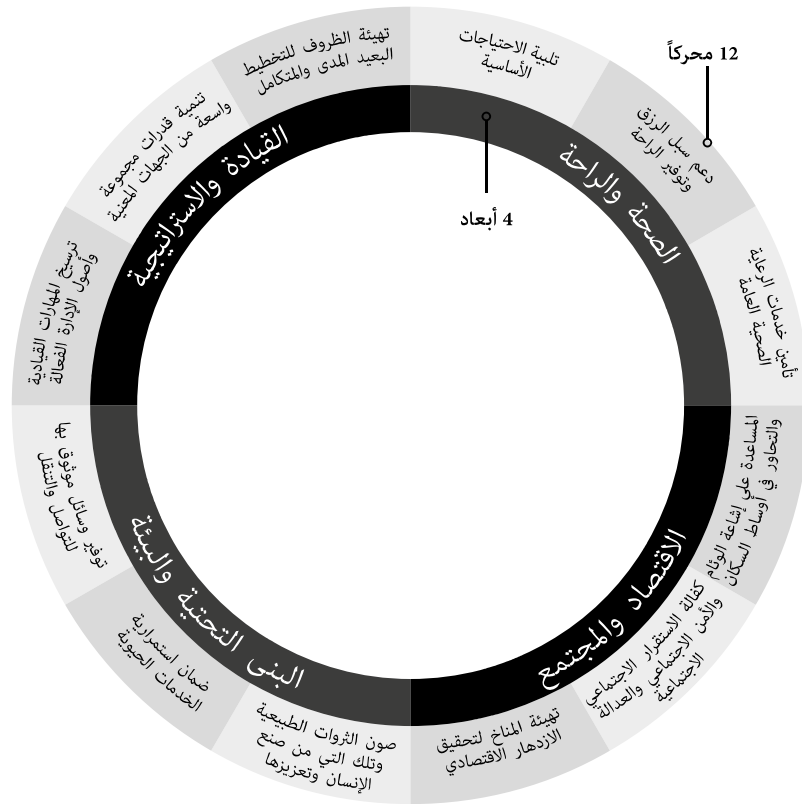 12 محركاً
4 أبعاد
الصحة والراحة
تلبية الاحتياجات
الأساسية
دعم سبل الرزق
وتوفير الراحة
تأمين خدمات الرعاية
الصحية العامة
الاقتصاد والمجتمع
المساعدة على إشاعة الوئام
والتحاور في أوساط السكان
كفالة الاستقرار الاجتماعي
والأمن الاجتماعي والعدالة
الاجتماعية
تهيئة المناخ لتحقيق
الازدهار الاقتصادي
البنى التحتية والبيئة
صون الثروات الطبيعية
وتلك التي من صنع
الإنسان وتعزيزها
ضمان استمرارية
الخدمات الحيوية
توفير وسائل موثوق بها
للتواصل والتنقل
القيادة والاستراتيجية
ترسيخ المهارات القيادية
وأصول الإدارة الفعالة
تنمية قدرات مجموعة
واسعة من الجهات المعنية
تهيئة الظروف للتخطيط
البعيد المدى والمتكامل